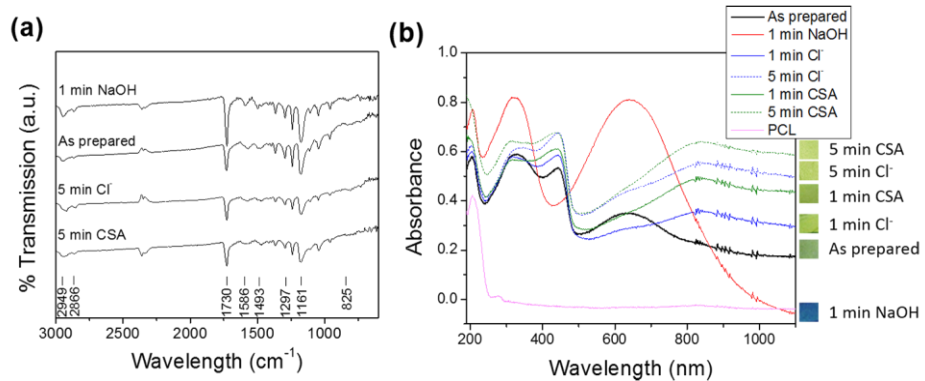 (a)
% Transmission (a.u.)
1 min NaOH
As prepared
5 min Cl⁻
5 min CSA
2949
2866
1730
1586
1493
1297
1161
825
3000
2500
2000
1500
1000
Wavelength (cm⁻¹)
(b)
Absorbance
1.0
0.8
0.6
0.4
0.2
0.0
200
400
600
800
1000
Wavelength (nm)
As prepared
1 min NaOH
1 min Cl⁻
5 min Cl⁻
1 min CSA
5 min CSA
PCL
5 min CSA
5 min Cl⁻
1 min CSA
1 min Cl⁻
As prepared
1 min NaOH